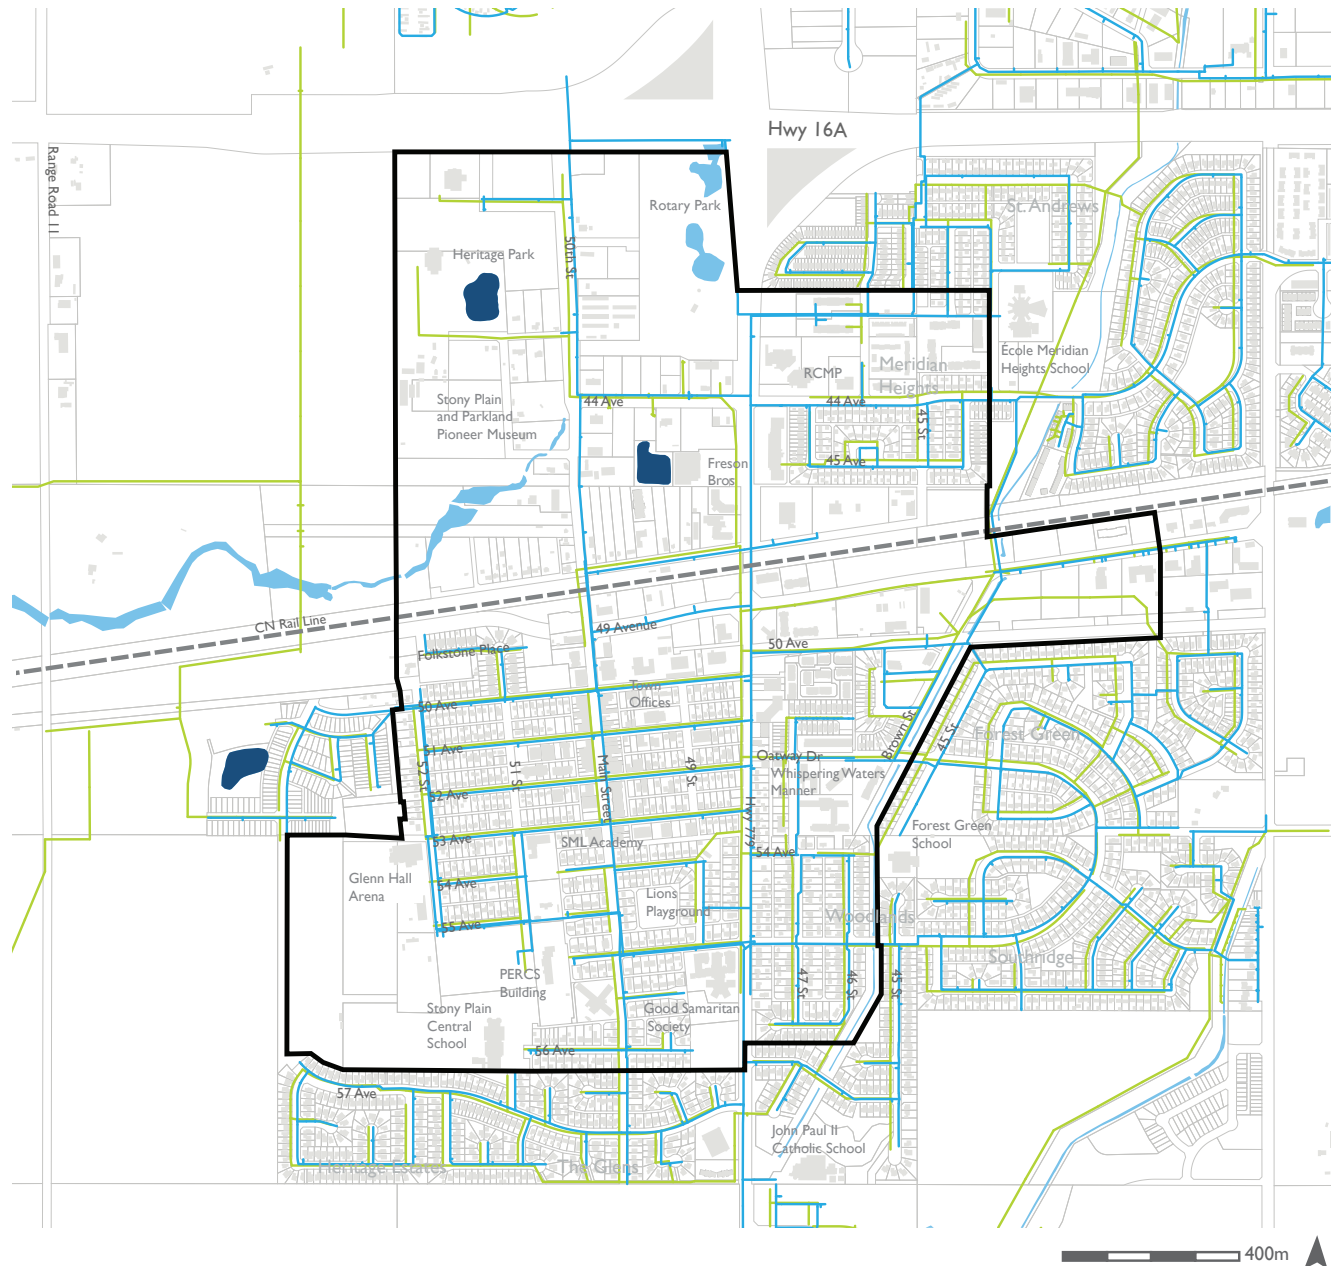 Hwy 16A
Range Road 11
Rotary Park
St. Andrews
50th St
Heritage Park
École Meridian
Heights School
RCMP
Meridian
Heights
Stony Plain
and Parkland
Pioneer Museum
44 Ave
44 Ave
45 St
45 Ave
Freson
Bros
CN Rail Line
49 Avenue
50 Ave
Folkstone Place
Town
Offices
50 Ave
Brown St
45 St
Forest Green
51 Ave
52 St
51 St
Main Street
49 St
Oatway Dr
Whispering Waters
Manner
52 Ave
Hwy 779
Forest Green
School
53 Ave
SML Academy
54 Ave
Glenn Hall
Arena
54 Ave
Lions
Playground
Woodlands
55 Ave
Southridge
PERCS
Building
47 St
46 St
45 St
Stony Plain
Central
School
Good Samaritan
Society
56 Ave
57 Ave
John Paul II
Catholic School
Heritage Estates
The Glens
400m